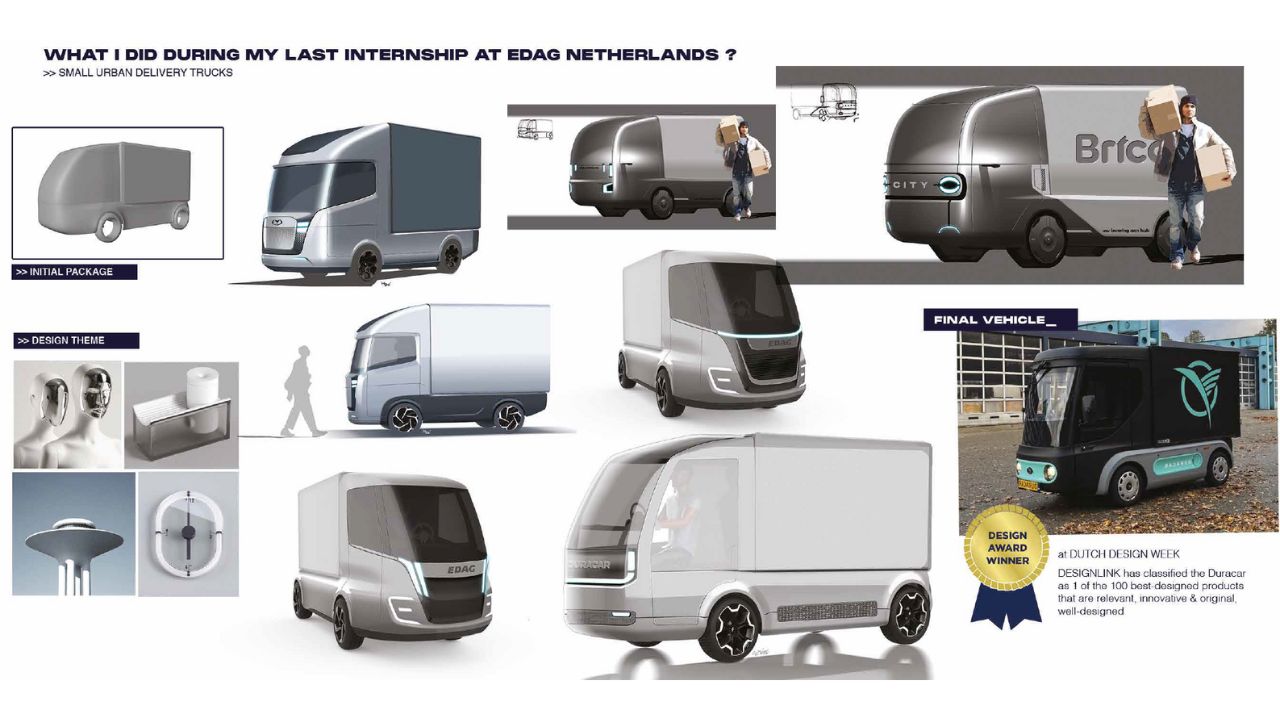 WHAT I DID DURING MY LAST INTERNSHIP AT EDAG NETHERLANDS ?
>> SMALL URBAN DELIVERY TRUCKS
>> INITIAL PACKAGE
CITY
>> DESIGN THEME
EDAG
EDAG
DURACAR
FINAL VEHICLE_
DESIGN
AWARD
WINNER
at DUTCH DESIGN WEEK
DESIGNLINK has classified the Duracar
as 1 of the 100 best-designed products
that are relevant, innovative & original,
well-designed